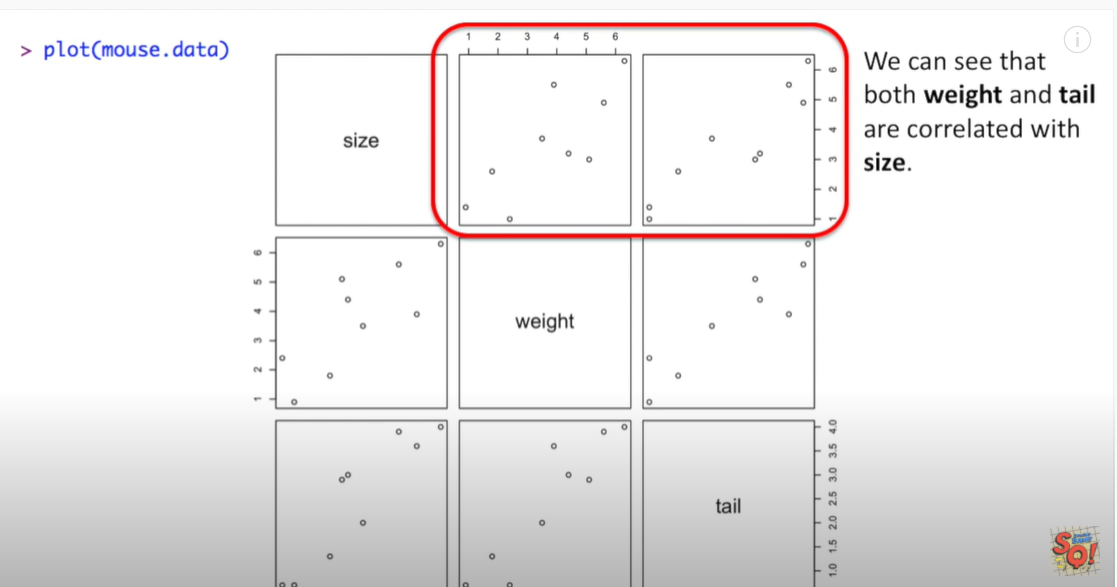 > plot(mouse.data)
1 2 3 4 5 6
We can see that
both weight and tail
are correlated with
size.
size
1 2 3 4 5 6
1 2 3 4 5 6
weight
tail
1.0 1.5 2.0 2.5 3.0 3.5 4.0
SQ!